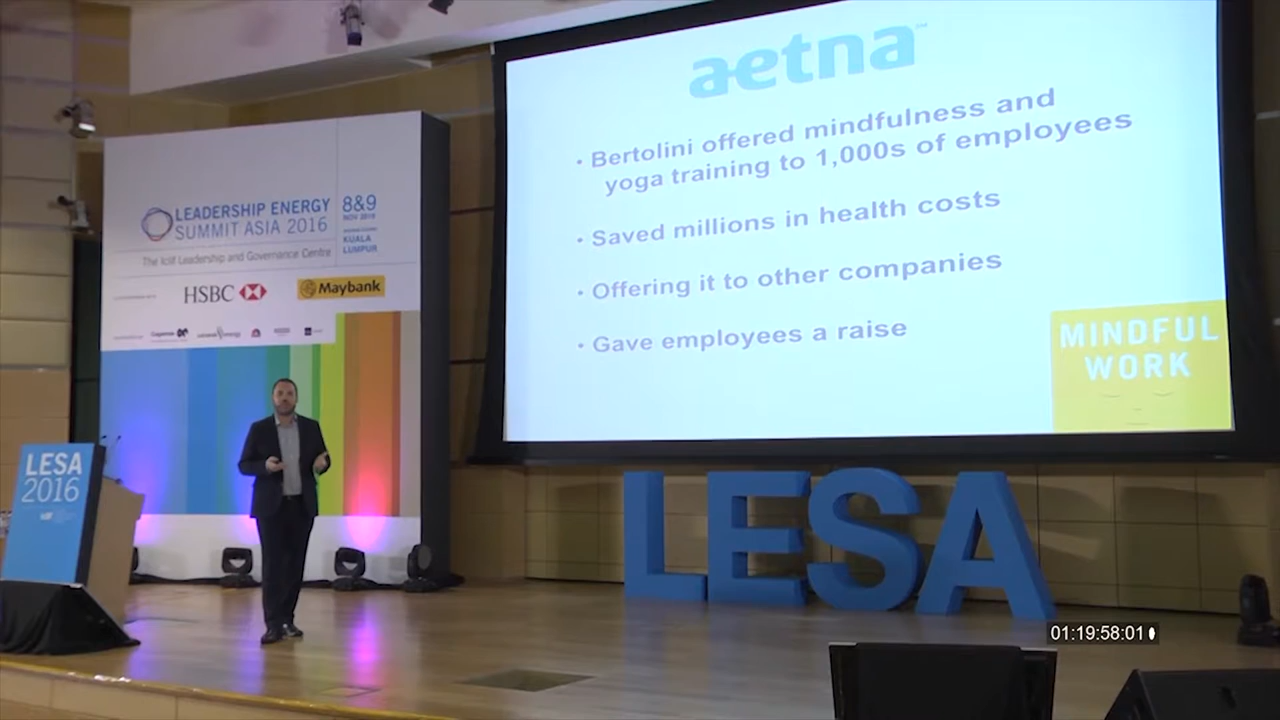 aetna
• Bertolini offered mindfulness and
yoga training to 1,000s of employees
• Saved millions in health costs
• Offering it to other companies
• Gave employees a raise
MINDFUL
WORK
LEADERSHIP ENERGY
SUMMIT ASIA 2016
8&9
NOV 2016
KUALA
LUMPUR
The Iclif Leadership and Governance Centre
HSBC
Maybank
LESA
2016
LESA
01:19:58:01